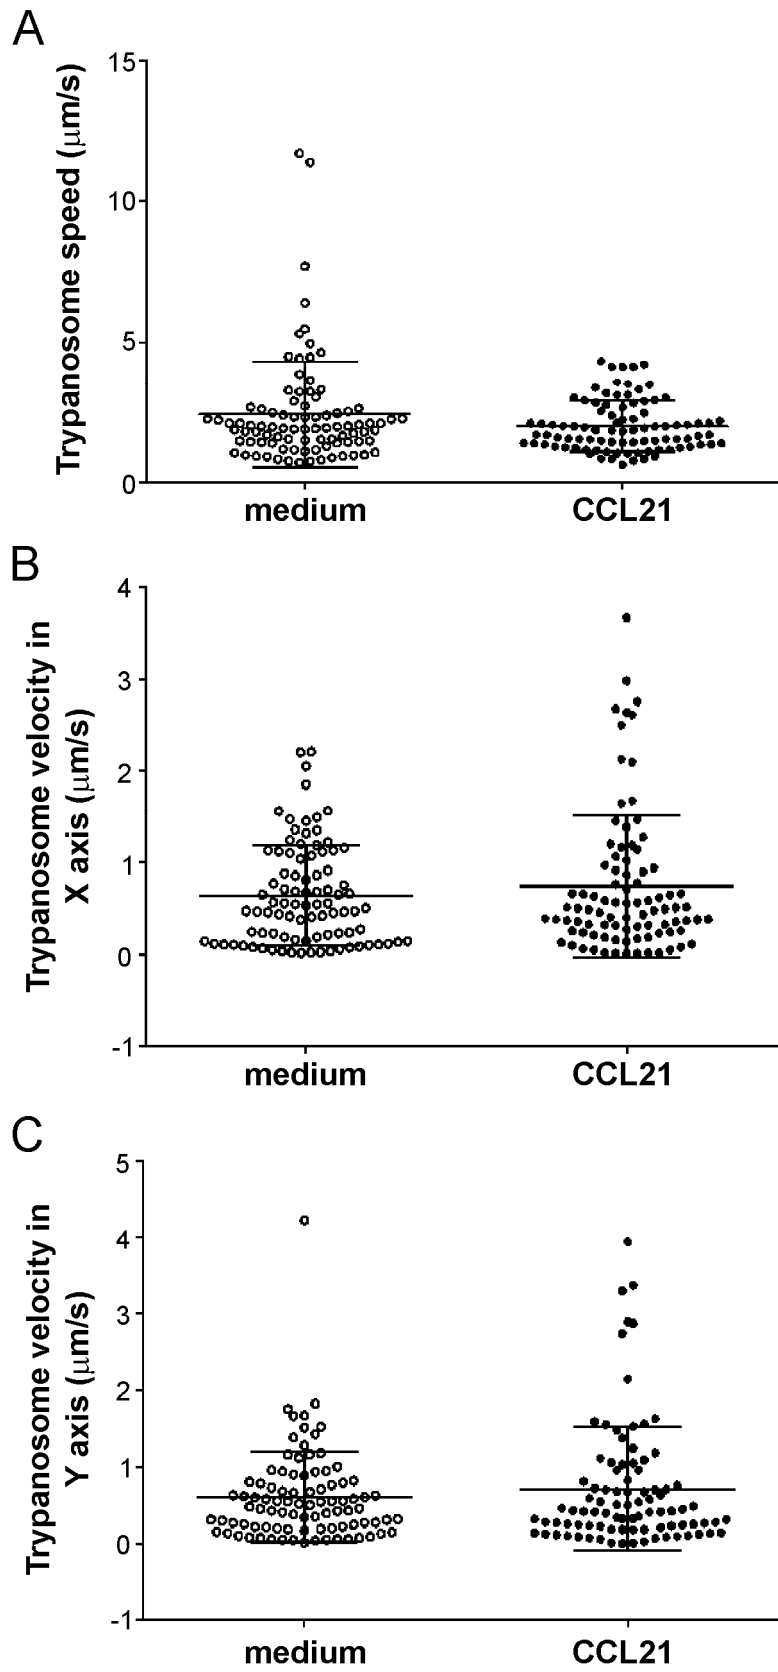 A
Trypanosome speed (μm/s)
15
10
5
0
medium CCL21
B
Trypanosome velocity in
X axis (μm/s)
4
3
2
1
0
-1
medium CCL21
C
Trypanosome velocity in
Y axis (μm/s)
5
4
3
2
1
0
-1
medium CCL21